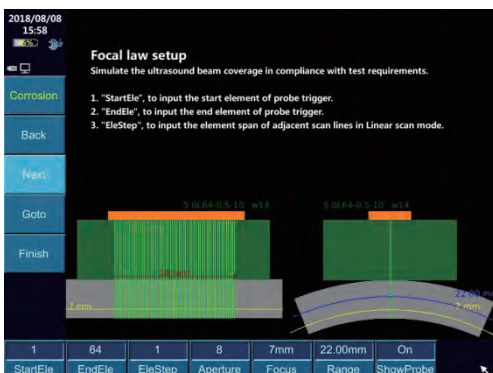 2018/08/08
15:58
Focal law setup
Simulate the ultrasound beam coverage in compliance with test requirements.
Corrosion
1. "StartEle", to input the start element of probe trigger.
2. "EndEle", to input the end element of probe trigger.
3. "EleStep", to input the element span of adjacent scan lines in Linear scan mode.
Back
Next
Goto
Finish
5.0L64-0.5-10 w14
5.0L64-0.5-10 w14
7 mm
22.00 mm
7 mm
1 64 1 8 7mm 22.00mm On
StartEle EndEle EleStep Aperture Focus Range ShowProbe